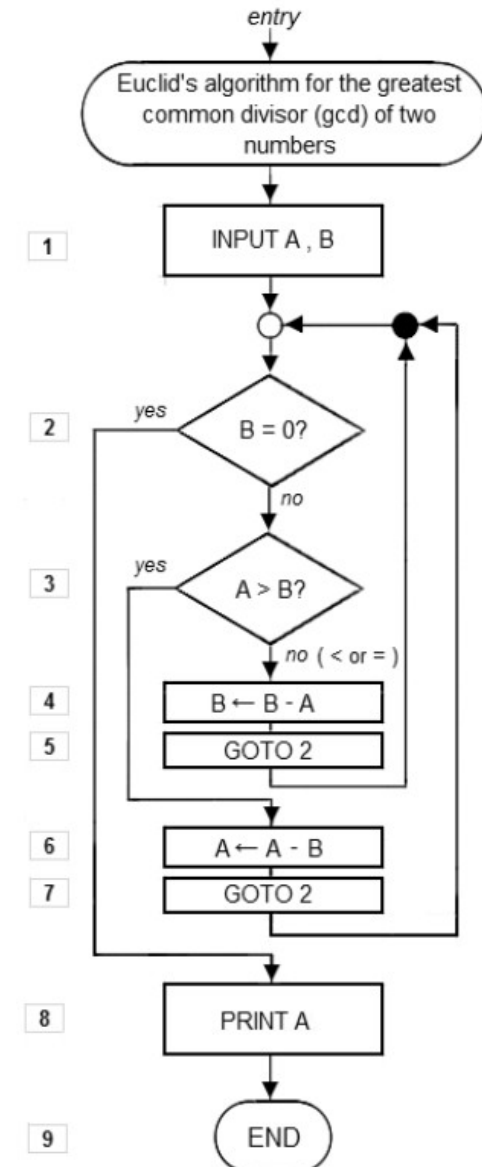 entry
Euclid's algorithm for the greatest
common divisor (gcd) of two
numbers
1
INPUT A , B
yes
2
B = 0?
no
yes
3
A > B?
no ( < or = )
4
B ← B - A
5
GOTO 2
6
A ← A - B
7
GOTO 2
8
PRINT A
9
END